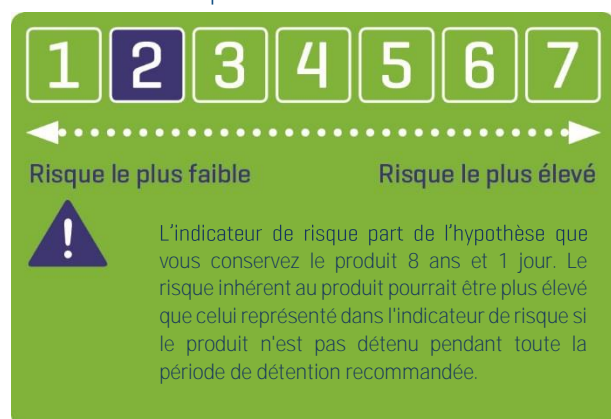 1 2 3 4 5 6 7
Risque le plus faible Risque le plus élevé
!
L'indicateur de risque part de l'hypothèse que
vous conservez le produit 8 ans et 1 jour. Le
risque inhérent au produit pourrait être plus élevé
que celui représenté dans l'indicateur de risque si
le produit n'est pas détenu pendant toute la
période de détention recommandée.